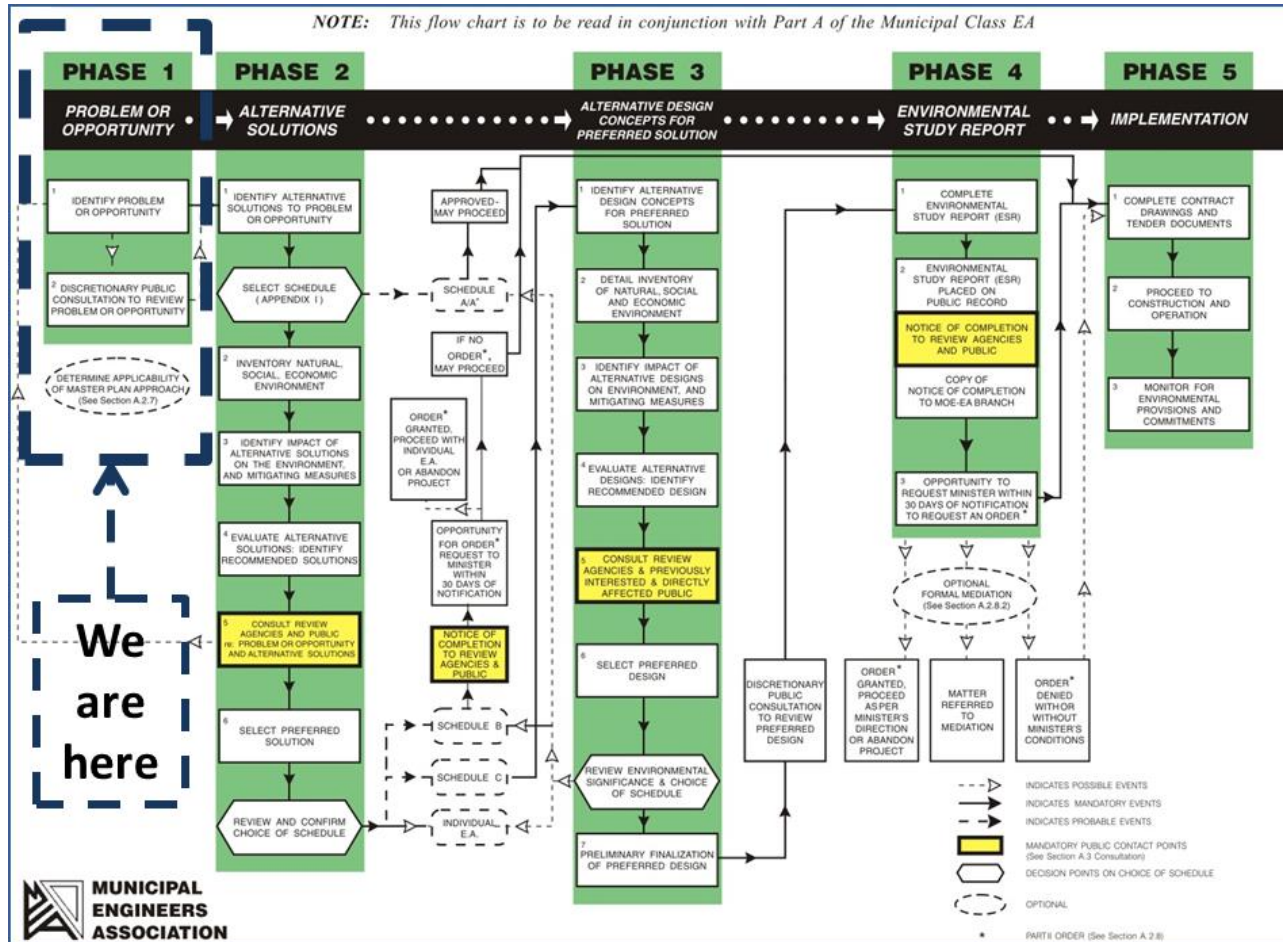 NOTE: This flow chart is to be read in conjunction with Part A of the Municipal Class EA
PHASE 1
PROBLEM OR
OPPORTUNITY
1
IDENTIFY PROBLEM
OR OPPORTUNITY
2
DISCRETIONARY PUBLIC
CONSULTATION TO REVIEW
PROBLEM OR OPPORTUNITY
DETERMINE APPLICABILITY
OF MASTER PLAN APPROACH
(See Section A.2.7)
We
are
here
PHASE 2
ALTERNATIVE
SOLUTIONS
1
IDENTIFY ALTERNATIVE
SOLUTIONS TO PROBLEM
OR OPPORTUNITY
SELECT SCHEDULE
( APPENDIX I )
2
INVENTORY NATURAL,
SOCIAL, ECONOMIC
ENVIRONMENT
3
IDENTIFY IMPACT OF
ALTERNATIVE SOLUTIONS
ON THE ENVIRONMENT,
AND MITIGATING MEASURES
4
EVALUATE ALTERNATIVE
SOLUTIONS: IDENTIFY
RECOMMENDED SOLUTIONS
5
CONSULT REVIEW
AGENCIES AND PUBLIC
re: PROBLEM OR OPPORTUNITY
AND ALTERNATIVE SOLUTIONS
6
SELECT PREFERRED
SOLUTION
REVIEW AND CONFIRM
CHOICE OF SCHEDULE
APPROVED-
MAY PROCEED
SCHEDULE
A/A+
IF NO
ORDER*,
MAY PROCEED
ORDER*
GRANTED,
PROCEED WITH
INDIVIDUAL
E.A.
OR ABANDON
PROJECT
OPPORTUNITY
FOR ORDER*
REQUEST TO
MINISTER
WITHIN
30 DAYS OF
NOTIFICATION
NOTICE OF
COMPLETION
TO REVIEW
AGENCIES &
PUBLIC
SCHEDULE B
SCHEDULE C
INDIVIDUAL
E.A.
PHASE 3
ALTERNATIVE DESIGN
CONCEPTS FOR
PREFERRED SOLUTION
1
IDENTIFY ALTERNATIVE
DESIGN CONCEPTS
FOR PREFERRED
SOLUTION
2
DETAIL INVENTORY
OF NATURAL, SOCIAL
AND ECONOMIC
ENVIRONMENT
3
IDENTIFY IMPACT OF
ALTERNATIVE DESIGNS
ON ENVIRONMENT, AND
MITIGATING MEASURES
4
EVALUATE ALTERNATIVE
DESIGNS: IDENTIFY
RECOMMENDED DESIGN
5
CONSULT REVIEW
AGENCIES & PREVIOUSLY
INTERESTED & DIRECTLY
AFFECTED PUBLIC
6
SELECT PREFERRED
DESIGN
REVIEW ENVIRONMENTAL
SIGNIFICANCE & CHOICE
OF SCHEDULE
7
PRELIMINARY FINALIZATION
OF PREFERRED DESIGN
DISCRETIONARY
PUBLIC
CONSULTATION
TO REVIEW
PREFERRED
DESIGN
PHASE 4
ENVIRONMENTAL
STUDY REPORT
1
COMPLETE
ENVIRONMENTAL
STUDY REPORT (ESR)
2
ENVIRONMENTAL
STUDY REPORT (ESR)
PLACED ON
PUBLIC RECORD
NOTICE OF COMPLETION
TO REVIEW AGENCIES
AND PUBLIC
COPY OF
NOTICE OF COMPLETION
TO MOE-EA BRANCH
3
OPPORTUNITY TO
REQUEST MINISTER WITHIN
30 DAYS OF NOTIFICATION
TO REQUEST AN ORDER *
OPTIONAL
FORMAL MEDIATION
(See Section A.2.8.2)
ORDER*
GRANTED,
PROCEED
AS PER
MINISTER'S
DIRECTION
OR ABANDON
PROJECT
MATTER
REFERRED
TO
MEDIATION
ORDER*
DENIED
WITH OR
WITHOUT
MINISTER'S
CONDITIONS
PHASE 5
IMPLEMENTATION
1
COMPLETE CONTRACT
DRAWINGS AND
TENDER DOCUMENTS
2
PROCEED TO
CONSTRUCTION AND
OPERATION
3
MONITOR FOR
ENVIRONMENTAL
PROVISIONS AND
COMMITMENTS
INDICATES POSSIBLE EVENTS
INDICATES MANDATORY EVENTS
INDICATES PROBABLE EVENTS
MANDATORY PUBLIC CONTACT POINTS
(See Section A.3 Consultation)
DECISION POINTS ON CHOICE OF SCHEDULE
OPTIONAL
* PART II ORDER (See Section A.2.8)
MUNICIPAL
ENGINEERS
ASSOCIATION